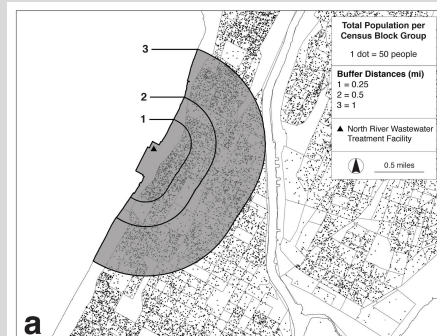 Total Population per
Census Block Group
1 dot = 50 people
Buffer Distances (mi)
1 = 0.25
2 = 0.5
3 = 1
▲ North River Wastewater
Treatment Facility
0.5 miles
3
2
1
a